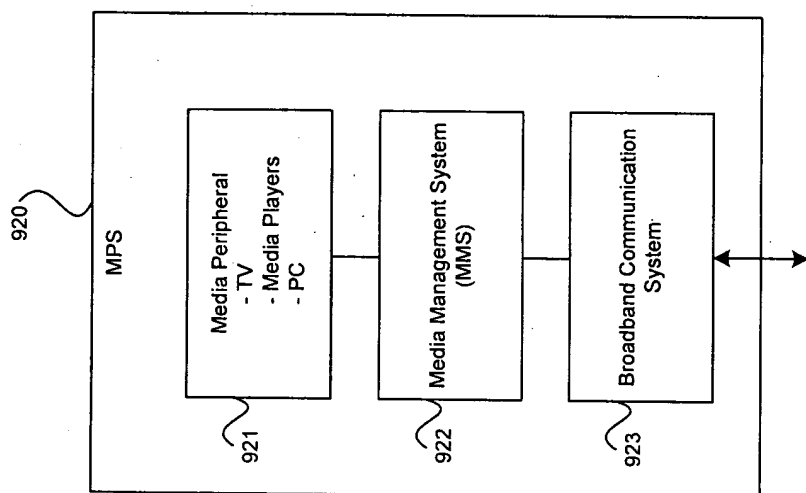 920
MPS
921
Media Peripheral
- TV
- Media Players
- PC
922
Media Management System
(MMS)
923
Broadband Communication
System